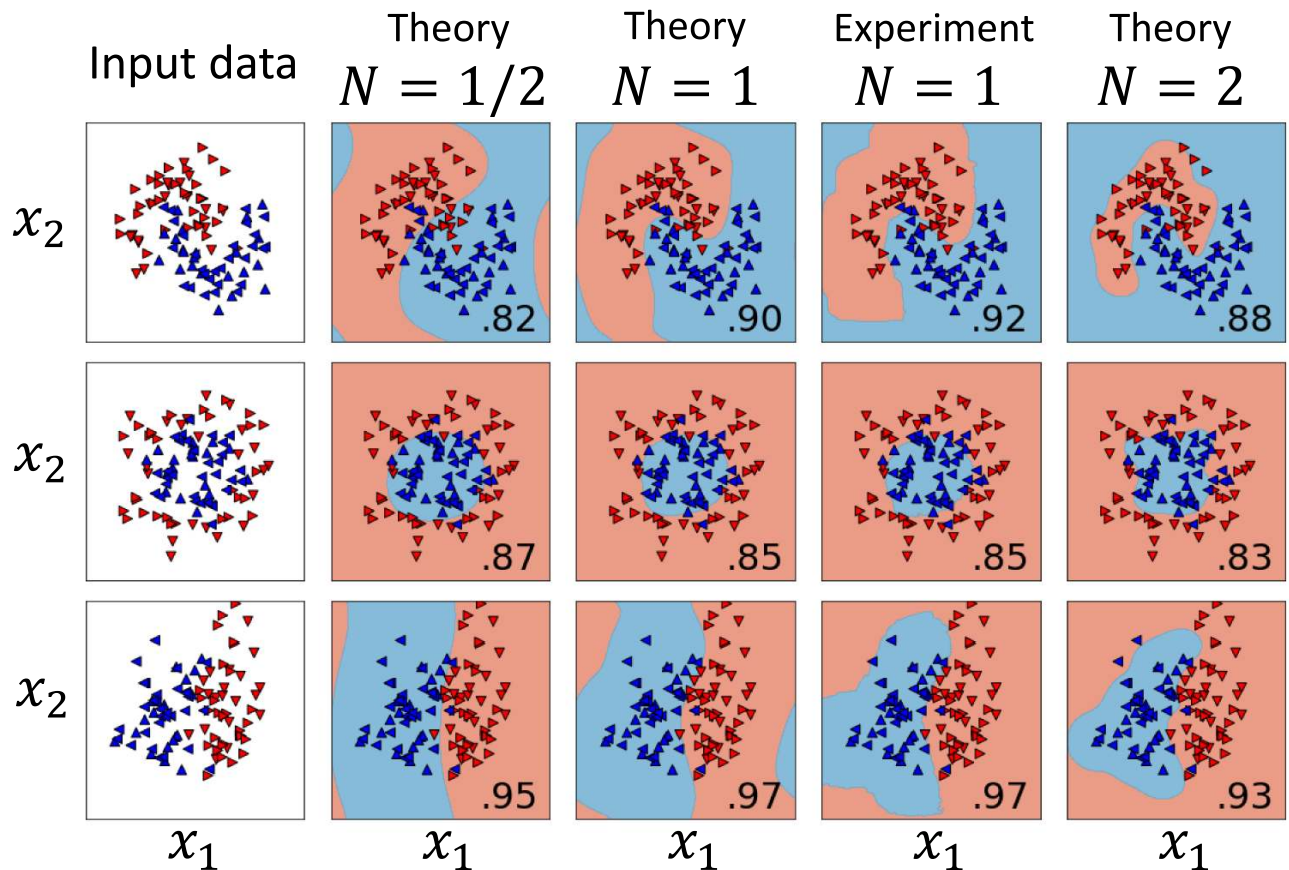 Input data
Theory
N = 1/2
Theory
N = 1
Experiment
N = 1
Theory
N = 2
x₂
.82
.90
.92
.88
x₂
.87
.85
.85
.83
x₂
.95
.97
.97
.93
x₁
x₁
x₁
x₁
x₁